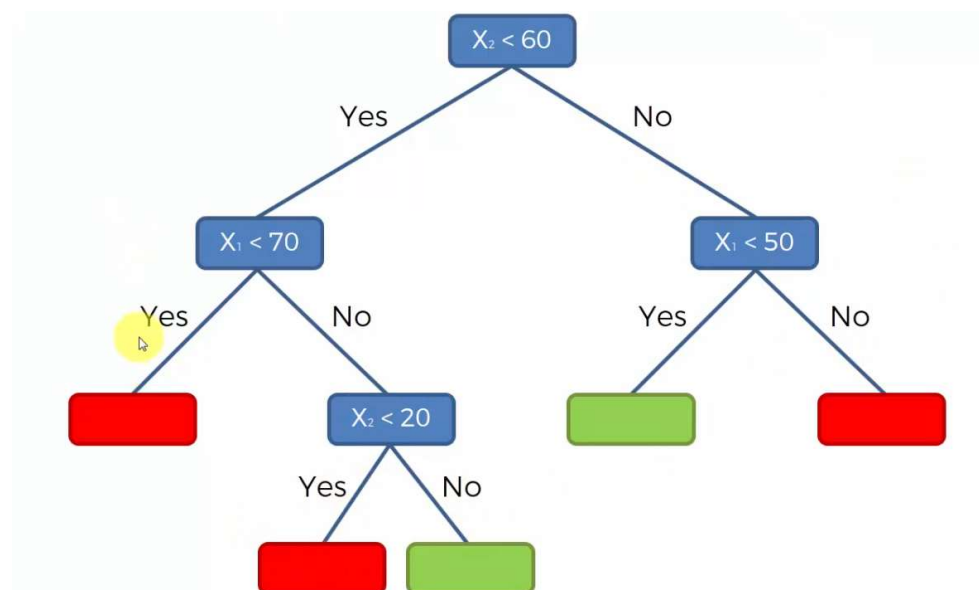 X₂ < 60
Yes
No
X₁ < 70
X₁ < 50
Yes
No
Yes
No
X₂ < 20
Yes
No